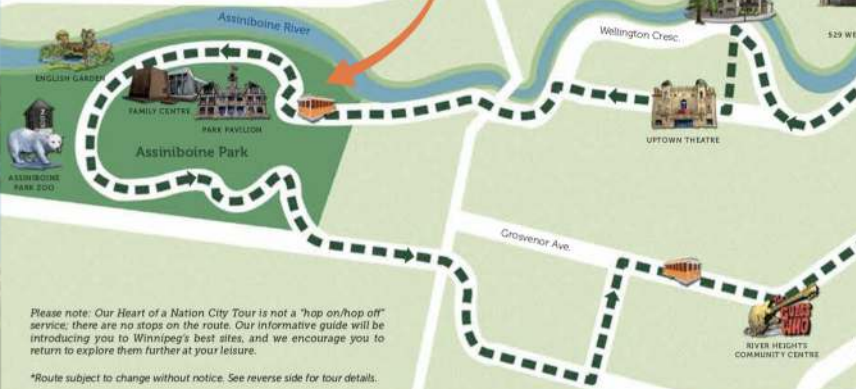 Assiniboine River
Wellington Cresc.
529 WE
ENGLISH GARDEN
FAMILY CENTRE
PARK PAVILION
UPTOWN THEATRE
Assiniboine Park
ASSINIBOINE
PARK ZOO
Grosvenor Ave.
THE
GUESS
WHO
RIVER HEIGHTS
COMMUNITY CENTRE
Please note: Our Heart of a Nation City Tour is not a "hop on/hop off"
service; there are no stops on the route. Our informative guide will be
introducing you to Winnipeg's best sites, and we encourage you to
return to explore them further at your leisure.
*Route subject to change without notice. See reverse side for tour details.